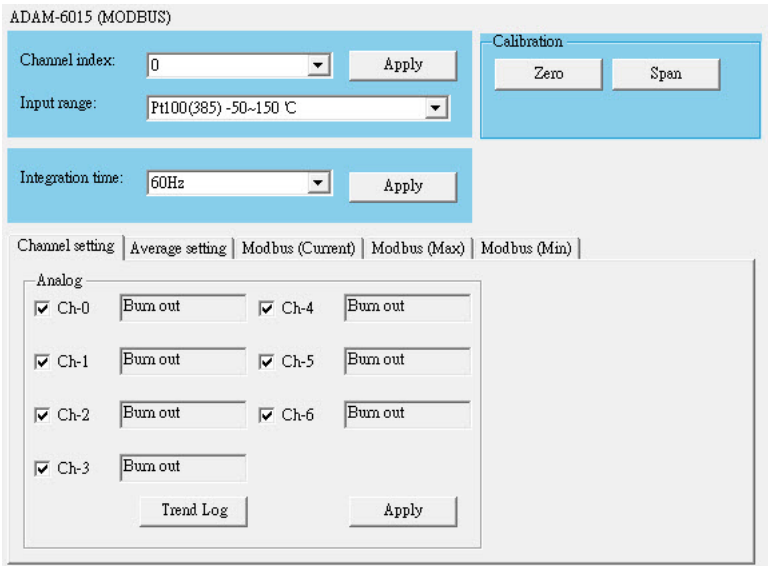 ADAM-6015 (MODBUS)
Channel index: 0 Apply
Input range: Pt100(385) -50~150 ℃
Calibration
Zero Span
Integration time: 60Hz Apply
Channel setting Average setting Modbus (Current) Modbus (Max) Modbus (Min)
Analog
Ch-0 Burn out Ch-4 Burn out
Ch-1 Burn out Ch-5 Burn out
Ch-2 Burn out Ch-6 Burn out
Ch-3 Burn out
Trend Log Apply